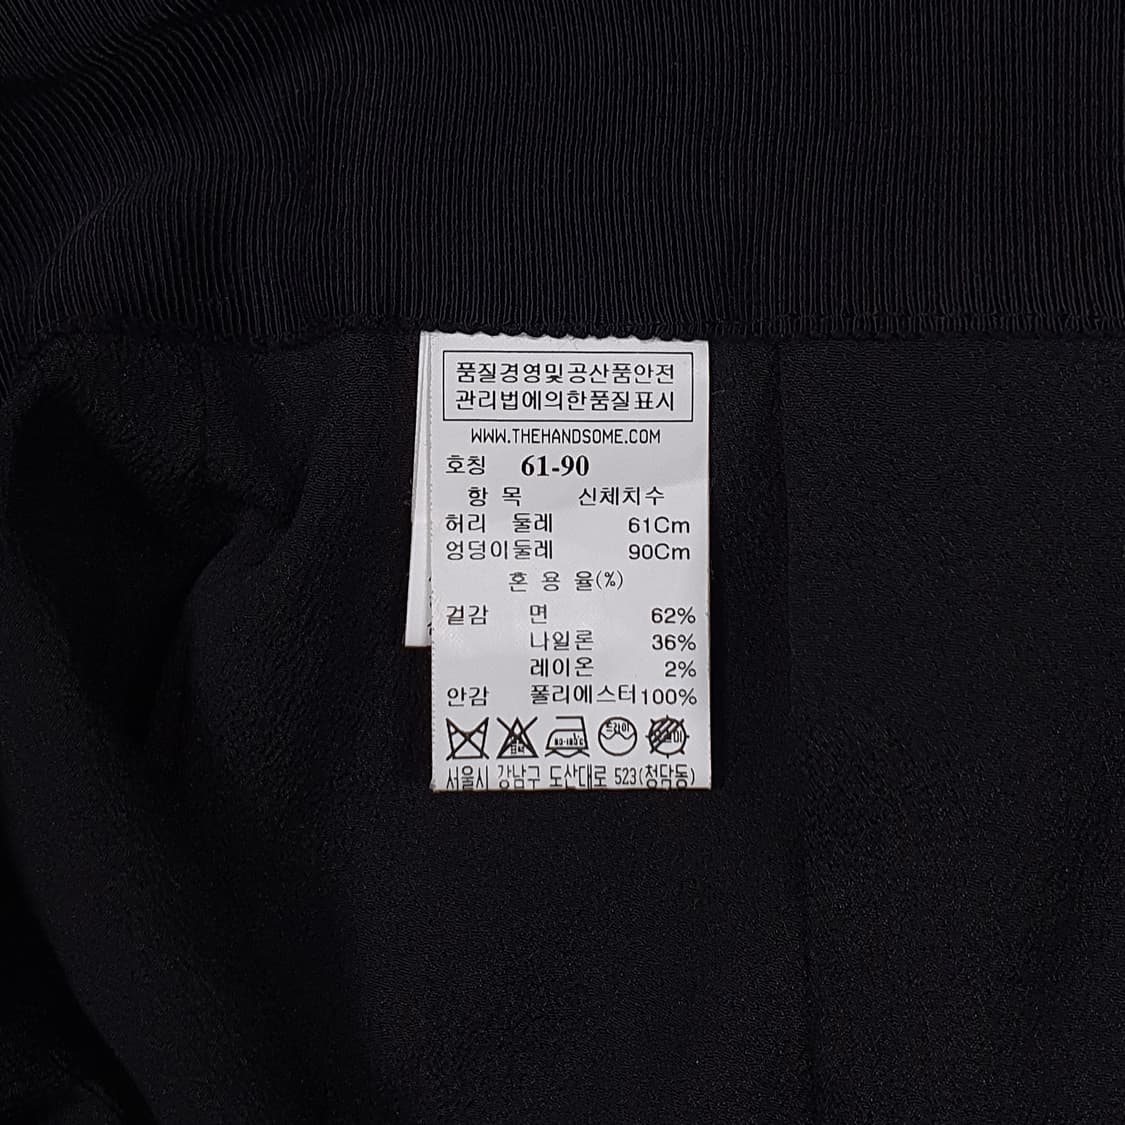 품질경영및공산품안전
관리법에의한품질표시
WWW.THEHANDSOME.COM
호칭 61-90
항 목 신체치수
허리 둘레 61Cm
엉덩이둘레 90Cm
혼 용 율(%)
겉감 면 62%
나일론 36%
레이온 2%
안감 폴리에스터 100%
드라이
서울시 강남구 도산대로 523(청담동)